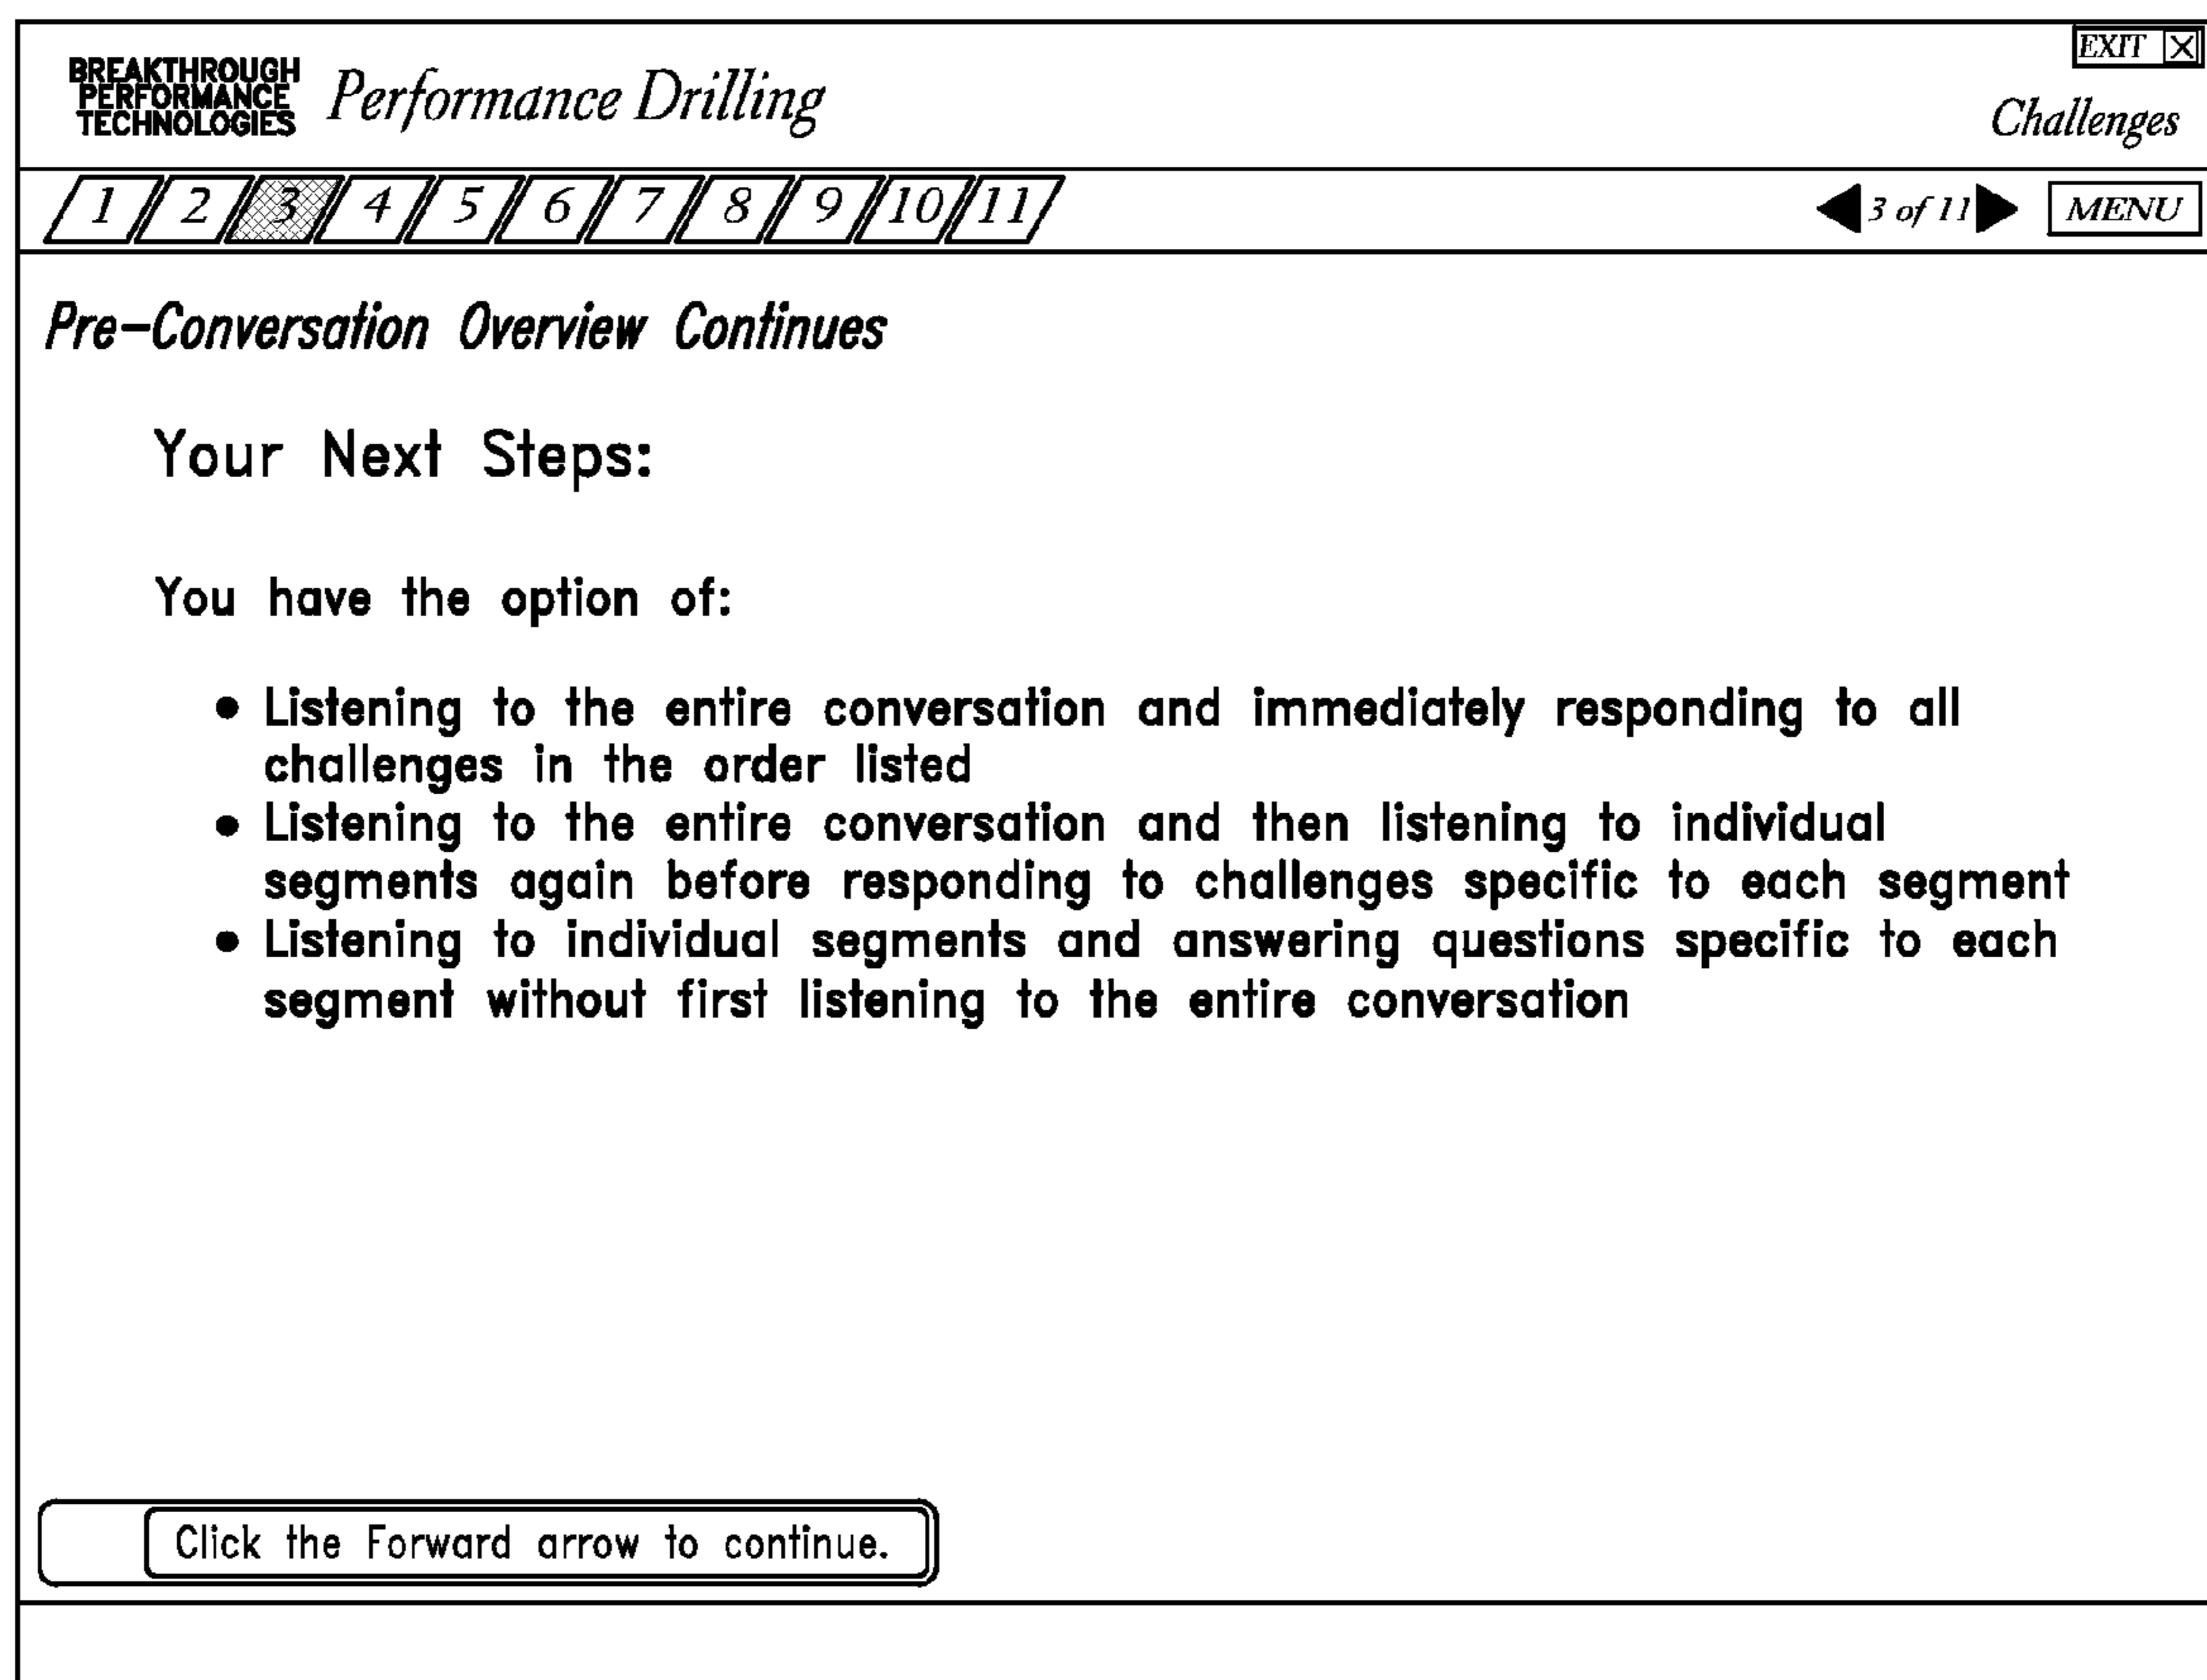 EXIT X
BREAKTHROUGH
PERFORMANCE
TECHNOLOGIES
Performance Drilling
Challenges
1 2 3 4 5 6 7 8 9 10 11
3 of 11
MENU
Pre-Conversation Overview Continues
Your Next Steps:
You have the option of:
• Listening to the entire conversation and immediately responding to all
challenges in the order listed
• Listening to the entire conversation and then listening to individual
segments again before responding to challenges specific to each segment
• Listening to individual segments and answering questions specific to each
segment without first listening to the entire conversation
Click the Forward arrow to continue.